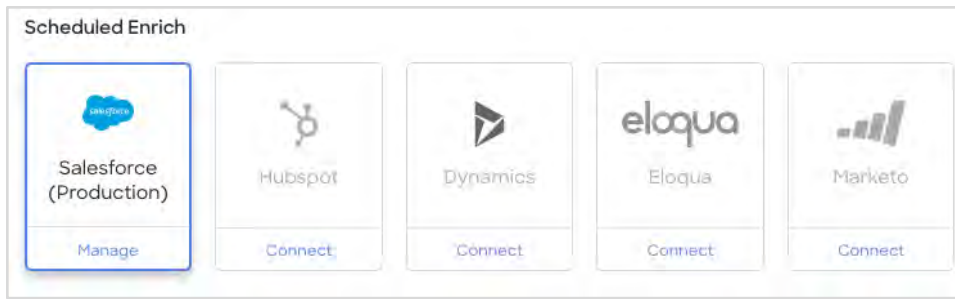 Scheduled Enrich
salesforce
Salesforce
(Production)
Manage
Hubspot
Connect
Dynamics
Connect
eloqua
Eloqua
Connect
Marketo
Connect